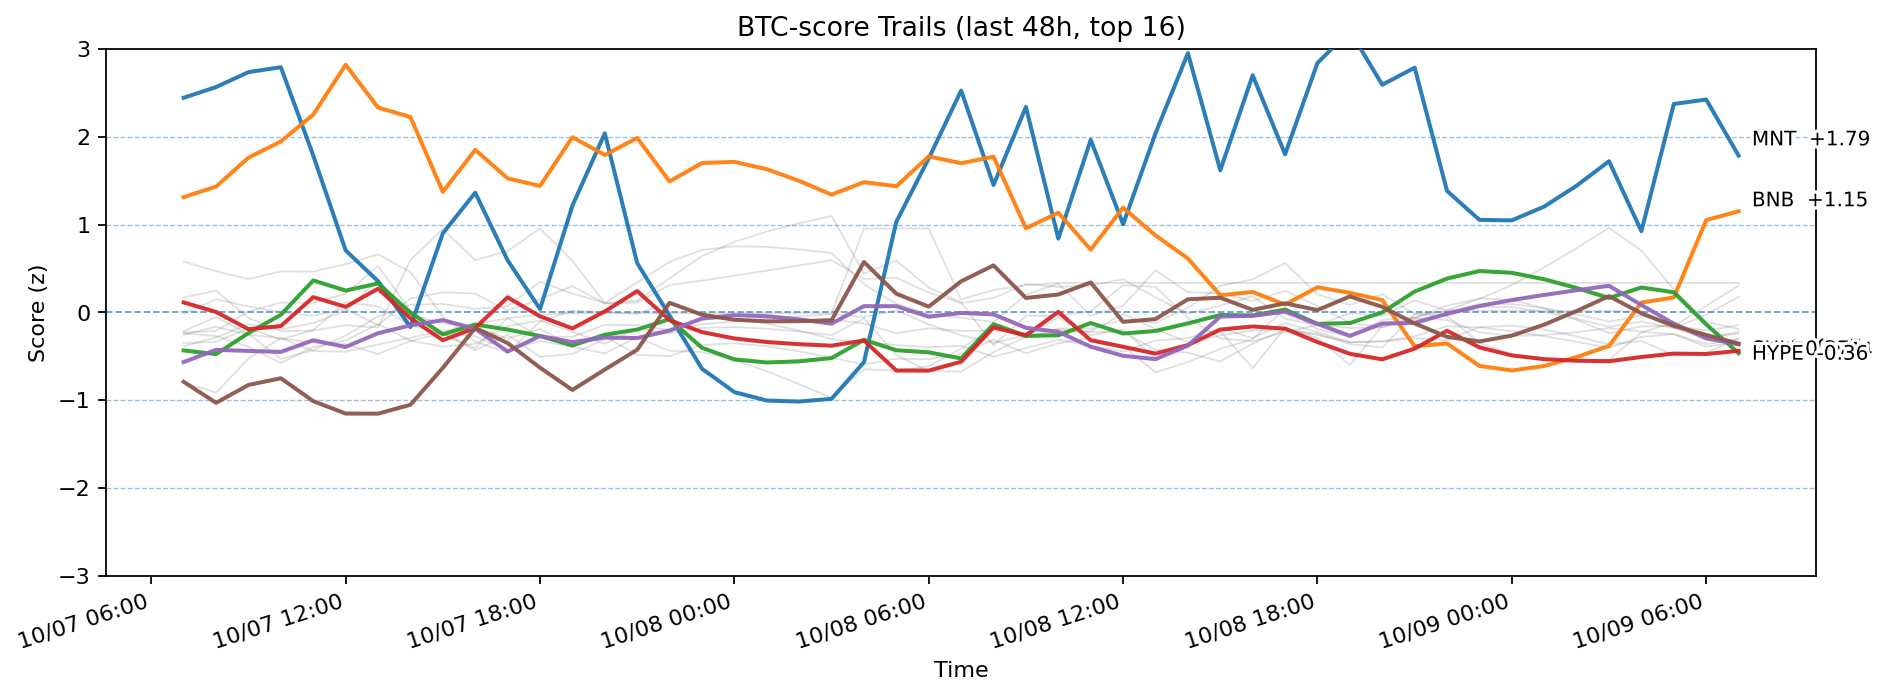 BTC-score Trails (last 48h, top 16)
Score (z)
3
2
1
0
−1
−2
−3
MNT +1.79
BNB +1.15
HYPE -0.36
10/07 06:00
10/07 12:00
10/07 18:00
10/08 00:00
10/08 06:00
10/08 12:00
10/08 18:00
10/09 00:00
10/09 06:00
Time